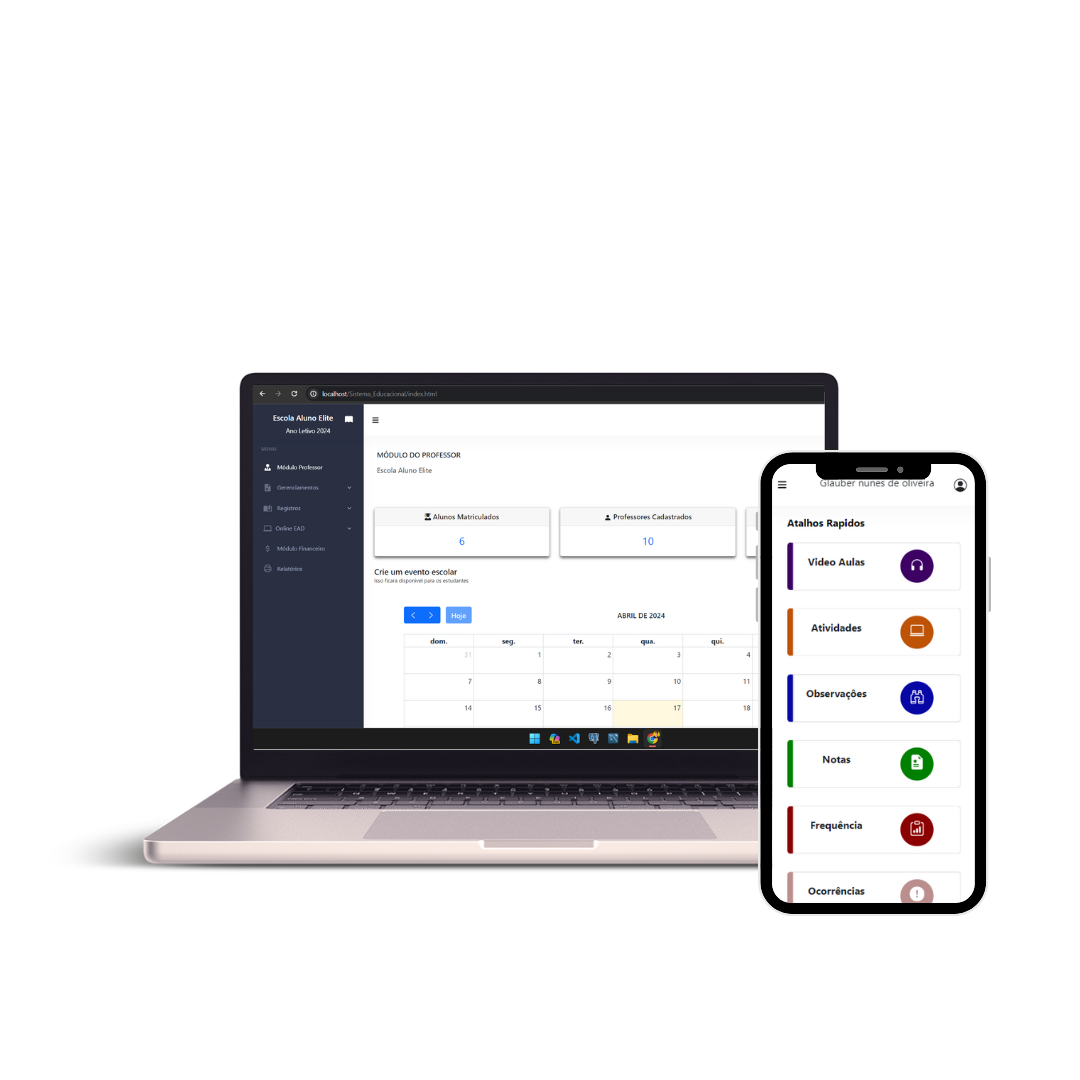 localhost/Sistema_Educacional/index.html
Escola Aluno Elite
Ano Letivo 2024
MENU
Módulo Professor
Gerenciamentos
Registros
Online EAD
Módulo Financeiro
Relatórios
MÓDULO DO PROFESSOR
Escola Aluno Elite
Alunos Matriculados
6
Professores Cadastrados
10
Crie um evento escolar
Isso ficara disponivel para os estudantes
Hoje
ABRIL DE 2024
dom. seg. ter. qua. qui.
31 1 2 3 4
7 8 9 10 11
14 15 16 17 18
Glauber nunes de oliveira
Atalhos Rapidos
Video Aulas
Atividades
Observações
Notas
Frequência
Ocorrências